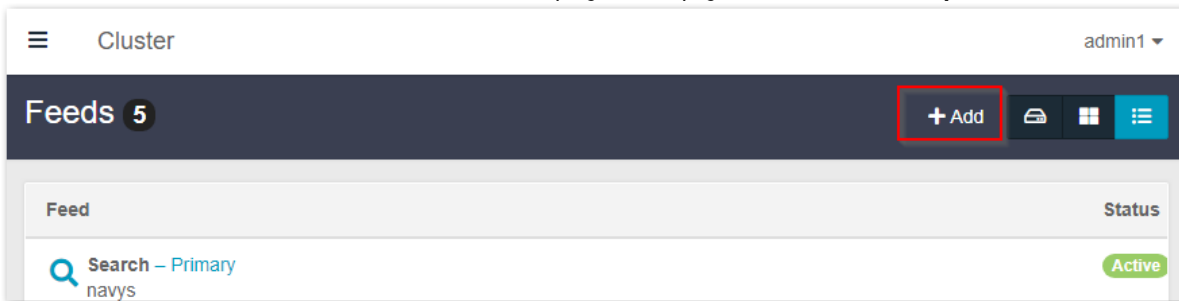 Cluster
admin1
Feeds 5
+ Add
Feed Status
Search – Primary Active
navys